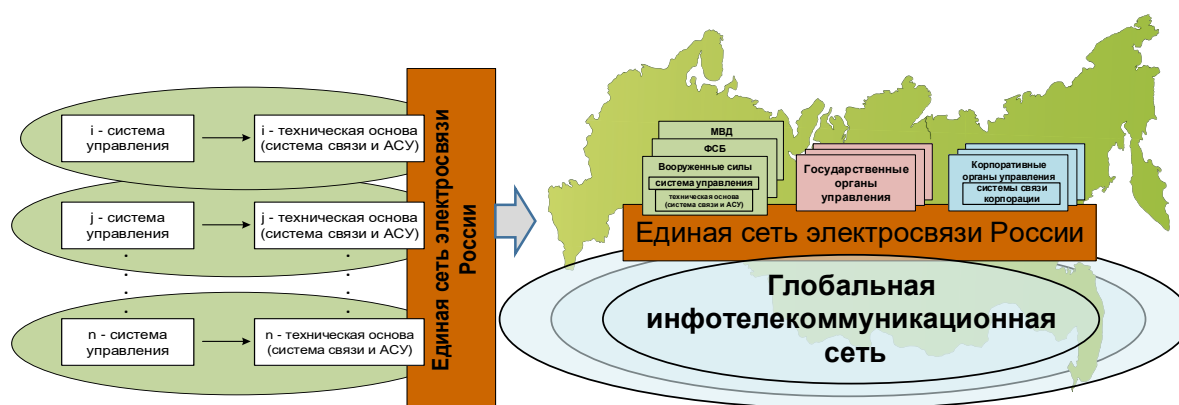 i - система
управления
i - техническая основа
(система связи и АСУ)
j - система
управления
j - техническая основа
(система связи и АСУ)
n - система
управления
n - техническая основа
(система связи и АСУ)
Единая сеть электросвязи
России
МВД
ФСБ
Вооруженные силы
система управления
техническая основа
(система связи и АСУ)
Государственные
органы
управления
Корпоративные
органы управления
системы связи
корпорации
Единая сеть электросвязи России
Глобальная
инфотелекоммуникационная
сеть